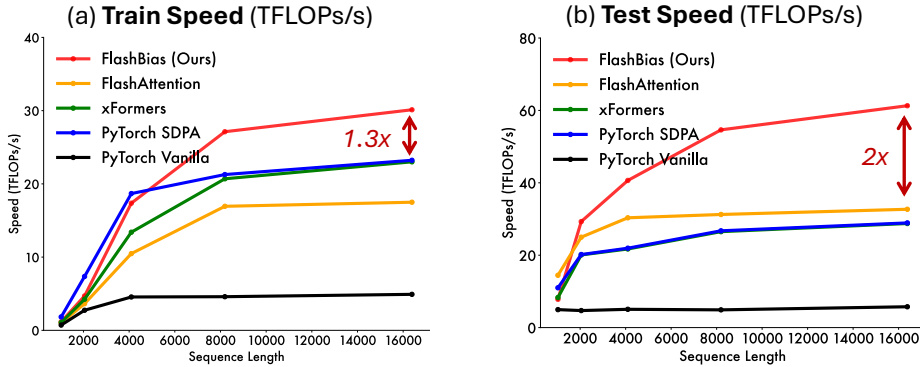 (a) Train Speed (TFLOPs/s)
40
30
20
10
0
Speed (TFLOPs/s)
FlashBias (Ours)
FlashAttention
xFormers
PyTorch SDPA
PyTorch Vanilla
1.3x
2000 4000 6000 8000 10000 12000 14000 16000
Sequence Length
(b) Test Speed (TFLOPs/s)
80
60
40
20
0
Speed (TFLOPs/s)
FlashBias (Ours)
FlashAttention
xFormers
PyTorch SDPA
PyTorch Vanilla
2x
2000 4000 6000 8000 10000 12000 14000 16000
Sequence Length